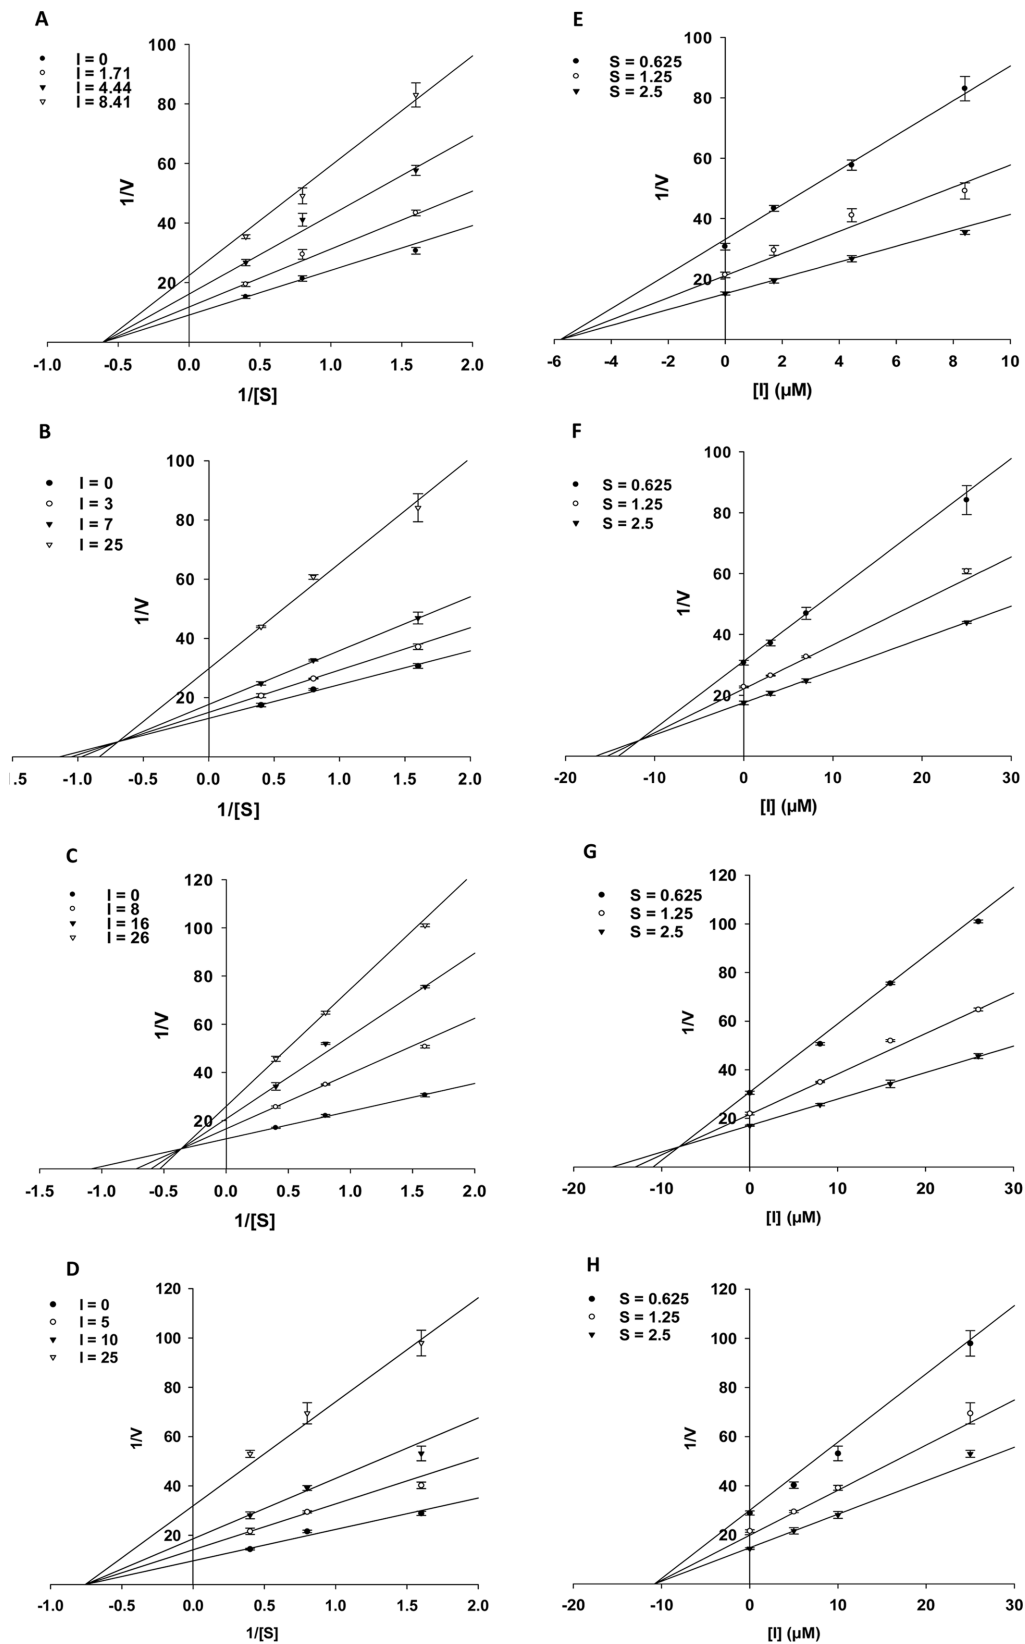 A
I = 0
I = 1.71
I = 4.44
I = 8.41
100
80
60
40
20
1/V
-1.0 -0.5 0.0 0.5 1.0 1.5 2.0
1/[S]
E
S = 0.625
S = 1.25
S = 2.5
100
80
60
40
20
1/V
-6 -4 -2 0 2 4 6 8 10
[I] (µM)
B
I = 0
I = 3
I = 7
I = 25
100
80
60
40
20
1/V
.5 -1.0 -0.5 0.0 0.5 1.0 1.5 2.0
1/[S]
F
S = 0.625
S = 1.25
S = 2.5
100
80
60
40
20
1/V
-20 -10 0 10 20 30
[I] (µM)
C
I = 0
I = 8
I = 16
I = 26
120
100
80
60
40
20
1/V
-1.5 -1.0 -0.5 0.0 0.5 1.0 1.5 2.0
1/[S]
G
S = 0.625
S = 1.25
S = 2.5
120
100
80
60
40
20
1/V
-20 -10 0 10 20 30
[I] (µM)
D
I = 0
I = 5
I = 10
I = 25
120
100
80
60
40
20
1/V
-1.0 -0.5 0.0 0.5 1.0 1.5 2.0
1/[S]
H
S = 0.625
S = 1.25
S = 2.5
120
100
80
60
40
20
1/V
-20 -10 0 10 20 30
[I] (µM)